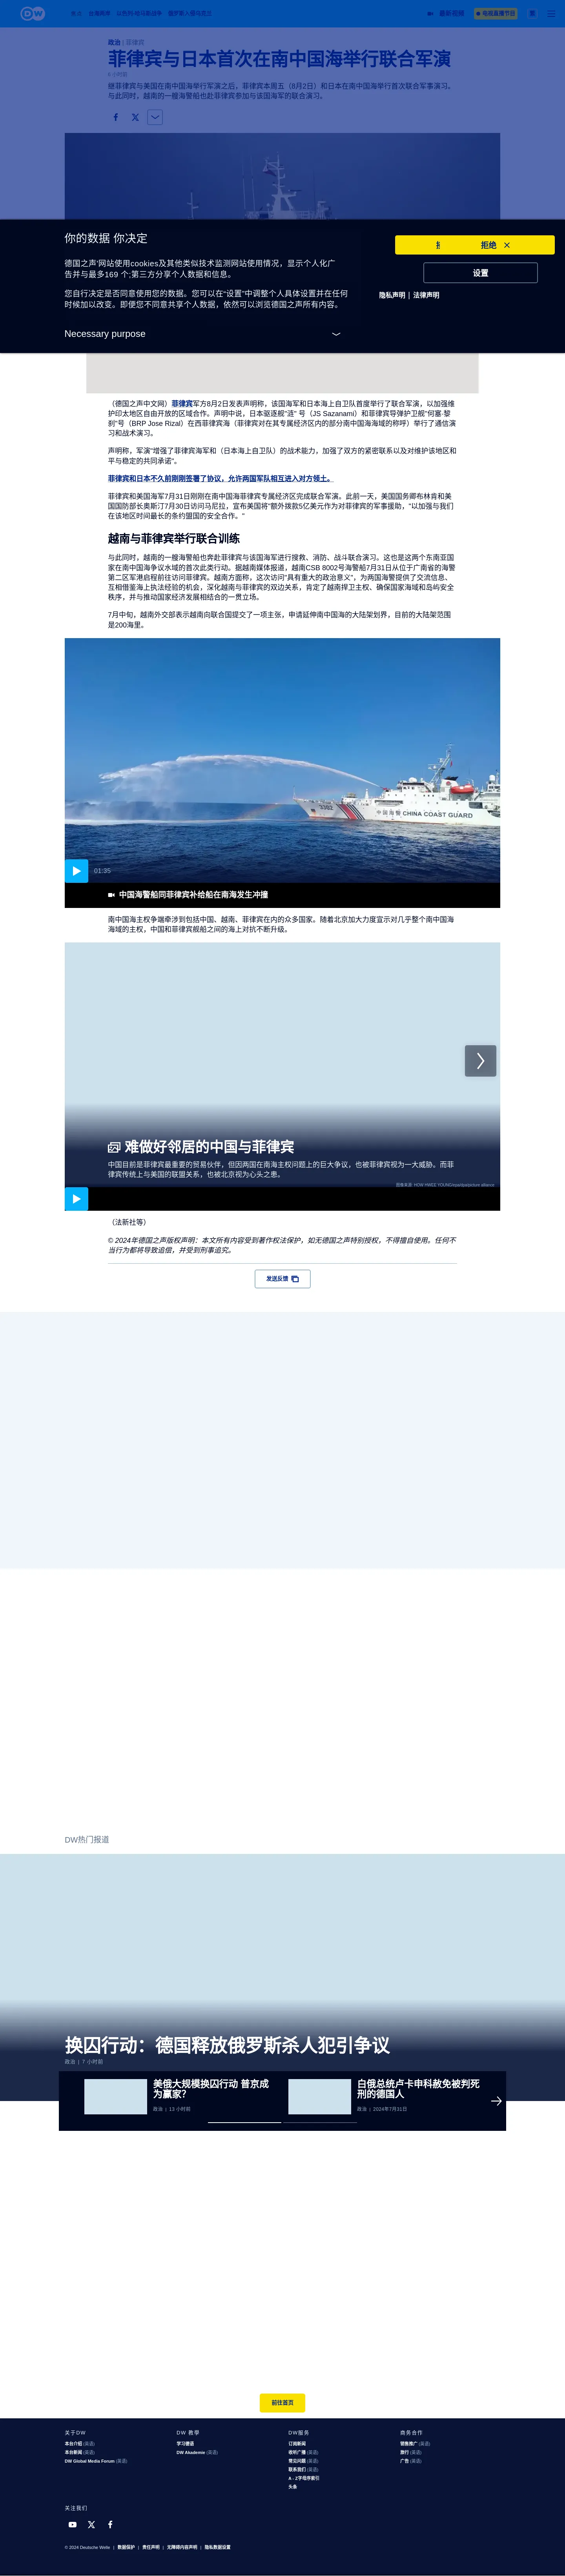 DW
最新视频
电视直播节目
政治 | 菲律宾
菲律宾与日本首次在南中国海举行联合军演
继菲律宾与美国在南中国海举行军演之后，菲律宾本周五（8月2日）和日本在南中国海举行首次联合军事演习。
与此同时，越南的一艘海警船也赴菲律宾参加与该国海军的联合演习。
你的数据 你决定
德国之声'网站使用cookies及其他类似技术监测网站使用情况，显示个人化广
告并与最多169 个;第三方分享个人数据和信息。
您自行决定是否同意使用您的数据。您可以在"设置"中调整个人具体设置并在任何
时候加以改变。即便您不同意共享个人数据，依然可以浏览德国之声所有内容。
Necessary purpose
拒绝
设置
隐私声明 | 法律声明
（德国之声中文网）菲律宾军方8月2日发表声明称，该国海军和日本海上自卫队首度举行了联合军演，以加强维
护印太地区自由开放的区域合作。声明中说，日本驱逐舰"涟" 号（JS Sazanami）和菲律宾导弹护卫舰"何塞·黎
刹"号（BRP Jose Rizal）在西菲律宾海（菲律宾对在其专属经济区内的部分南中国海海域的称呼）举行了通信演
习和战术演习。
声明称，军演"增强了菲律宾海军和（日本海上自卫队）的战术能力，加强了双方的紧密联系以及对维护该地区和
平与稳定的共同承诺"。
菲律宾和日本不久前刚刚签署了协议，允许两国军队相互进入对方领土。
菲律宾和美国海军7月31日刚刚在南中国海菲律宾专属经济区完成联合军演。此前一天，美国国务卿布林肯和美
国国防部长奥斯汀7月30日访问马尼拉，宣布美国将"额外拨款5亿美元作为对菲律宾的军事援助，"以加强与我们
在该地区时间最长的条约盟国的安全合作。"
越南与菲律宾举行联合训练
与此同时，越南的一艘海警船也奔赴菲律宾与该国海军进行搜救、消防、战斗联合演习。这也是这两个东南亚国
家在南中国海争议水域的首次此类行动。据越南媒体报道，越南CSB 8002号海警船7月31日从位于广南省的海警
第二区军港启程前往访问菲律宾。越南方面称，这次访问"具有重大的政治意义"，为两国海警提供了交流信息、
互相借鉴海上执法经验的机会，深化越南与菲律宾的双边关系，肯定了越南捍卫主权、确保国家海域和岛屿安全
秩序，并与推动国家经济发展相结合的一贯立场。
7月中旬，越南外交部表示越南向联合国提交了一项主张，申请延伸南中国海的大陆架划界，目前的大陆架范围
是200海里。
中国海警 CHINA COAST GUARD
01:35
中国海警船同菲律宾补给船在南海发生冲撞
南中国海主权争端牵涉到包括中国、越南、菲律宾在内的众多国家。随着北京加大力度宣示对几乎整个南中国海
海域的主权，中国和菲律宾舰船之间的海上对抗不断升级。
难做好邻居的中国与菲律宾
中国目前是菲律宾最重要的贸易伙伴，但因两国在南海主权问题上的巨大争议，也被菲律宾视为一大威胁。而菲
律宾传统上与美国的联盟关系，也被北京视为心头之患。
（法新社等）
© 2024年德国之声版权声明：本文所有内容受到著作权法保护，如无德国之声特别授权，不得擅自使用。任何不
当行为都将导致追偿，并受到刑事追究。
发送反馈
DW热门报道
换囚行动：德国释放俄罗斯杀人犯引争议
政治 | 7 小时前
美俄大规模换囚行动 普京成
为赢家？
政治 | 13 小时前
白俄总统卢卡申科赦免被判死
刑的德国人
政治 | 2024年7月31日
前往首页
关于DW
本台介绍 (英语)
本台新闻 (英语)
DW Global Media Forum (英语)
DW 教學
学习德语
DW Akademie (英语)
DW服务
订阅新闻
收听广播 (英语)
常见问题 (英语)
联系我们 (英语)
A - Z字母序索引
头条
商务合作
销售推广 (英语)
旅行 (英语)
广告 (英语)
关注我们
© 2024 Deutsche Welle | 数据保护 | 责任声明 | 无障碍内容声明 | 隐私数据设置